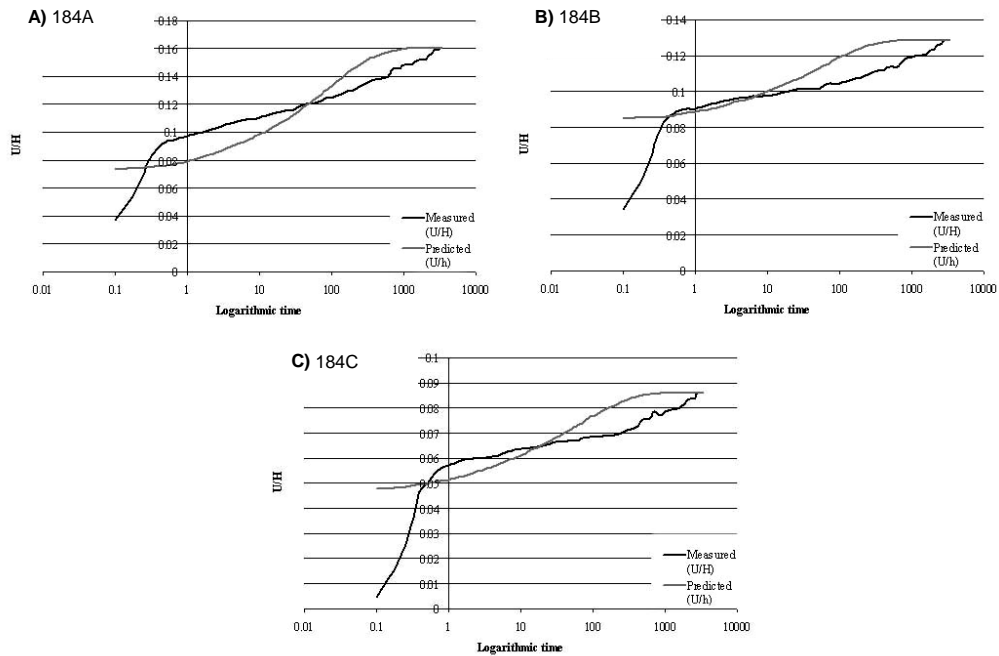 A) 184A
0.18
0.16
0.14
0.12
0.1
0.08
0.06
0.04
0.02
0
U/H
Measured
(U/H)
Predicted
(U/h)
0.01 0.1 1 10 100 1000 10000
Logarithmic time
B) 184B
0.14
0.12
0.1
0.08
0.06
0.04
0.02
0
U/H
Measured
(U/H)
Predicted
(U/h)
0.01 0.1 1 10 100 1000 10000
Logarithmic time
C) 184C
0.1
0.09
0.08
0.07
0.06
0.05
0.04
0.03
0.02
0.01
0
U/H
Measured
(U/H)
Predicted
(U/h)
0.01 0.1 1 10 100 1000 10000
Logarithmic time